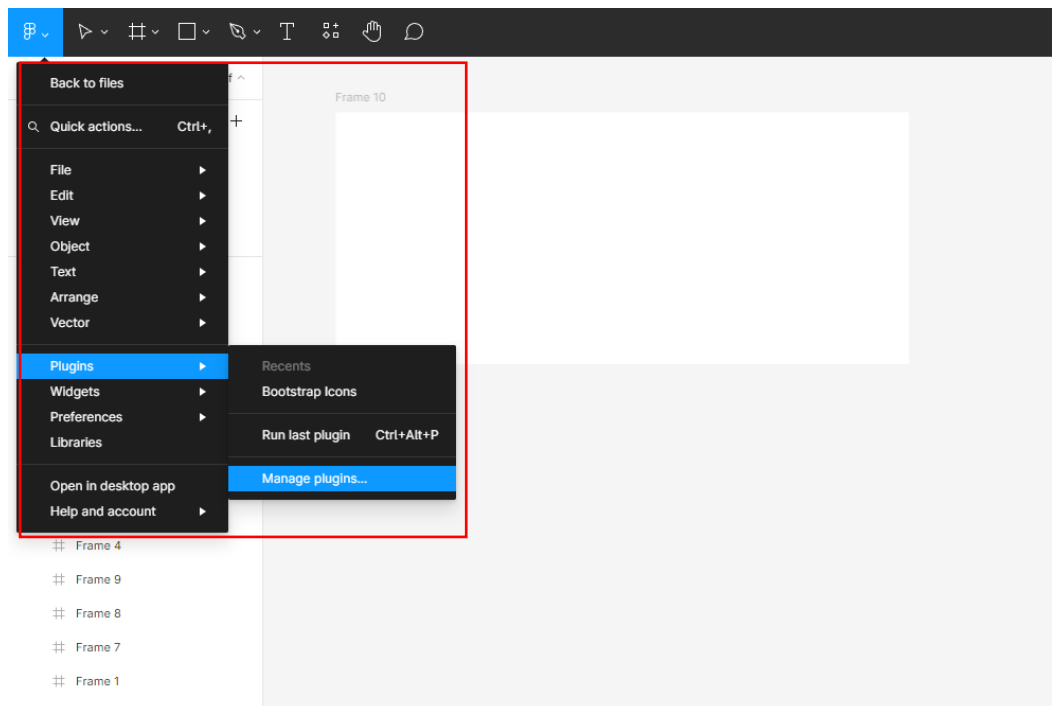 Back to files
Frame 10
Quick actions... Ctrl+,
File
Edit
View
Object
Text
Arrange
Vector
Plugins
Widgets
Preferences
Libraries
Open in desktop app
Help and account
Recents
Bootstrap Icons
Run last plugin Ctrl+Alt+P
Manage plugins...
Frame 4
Frame 9
Frame 8
Frame 7
Frame 1